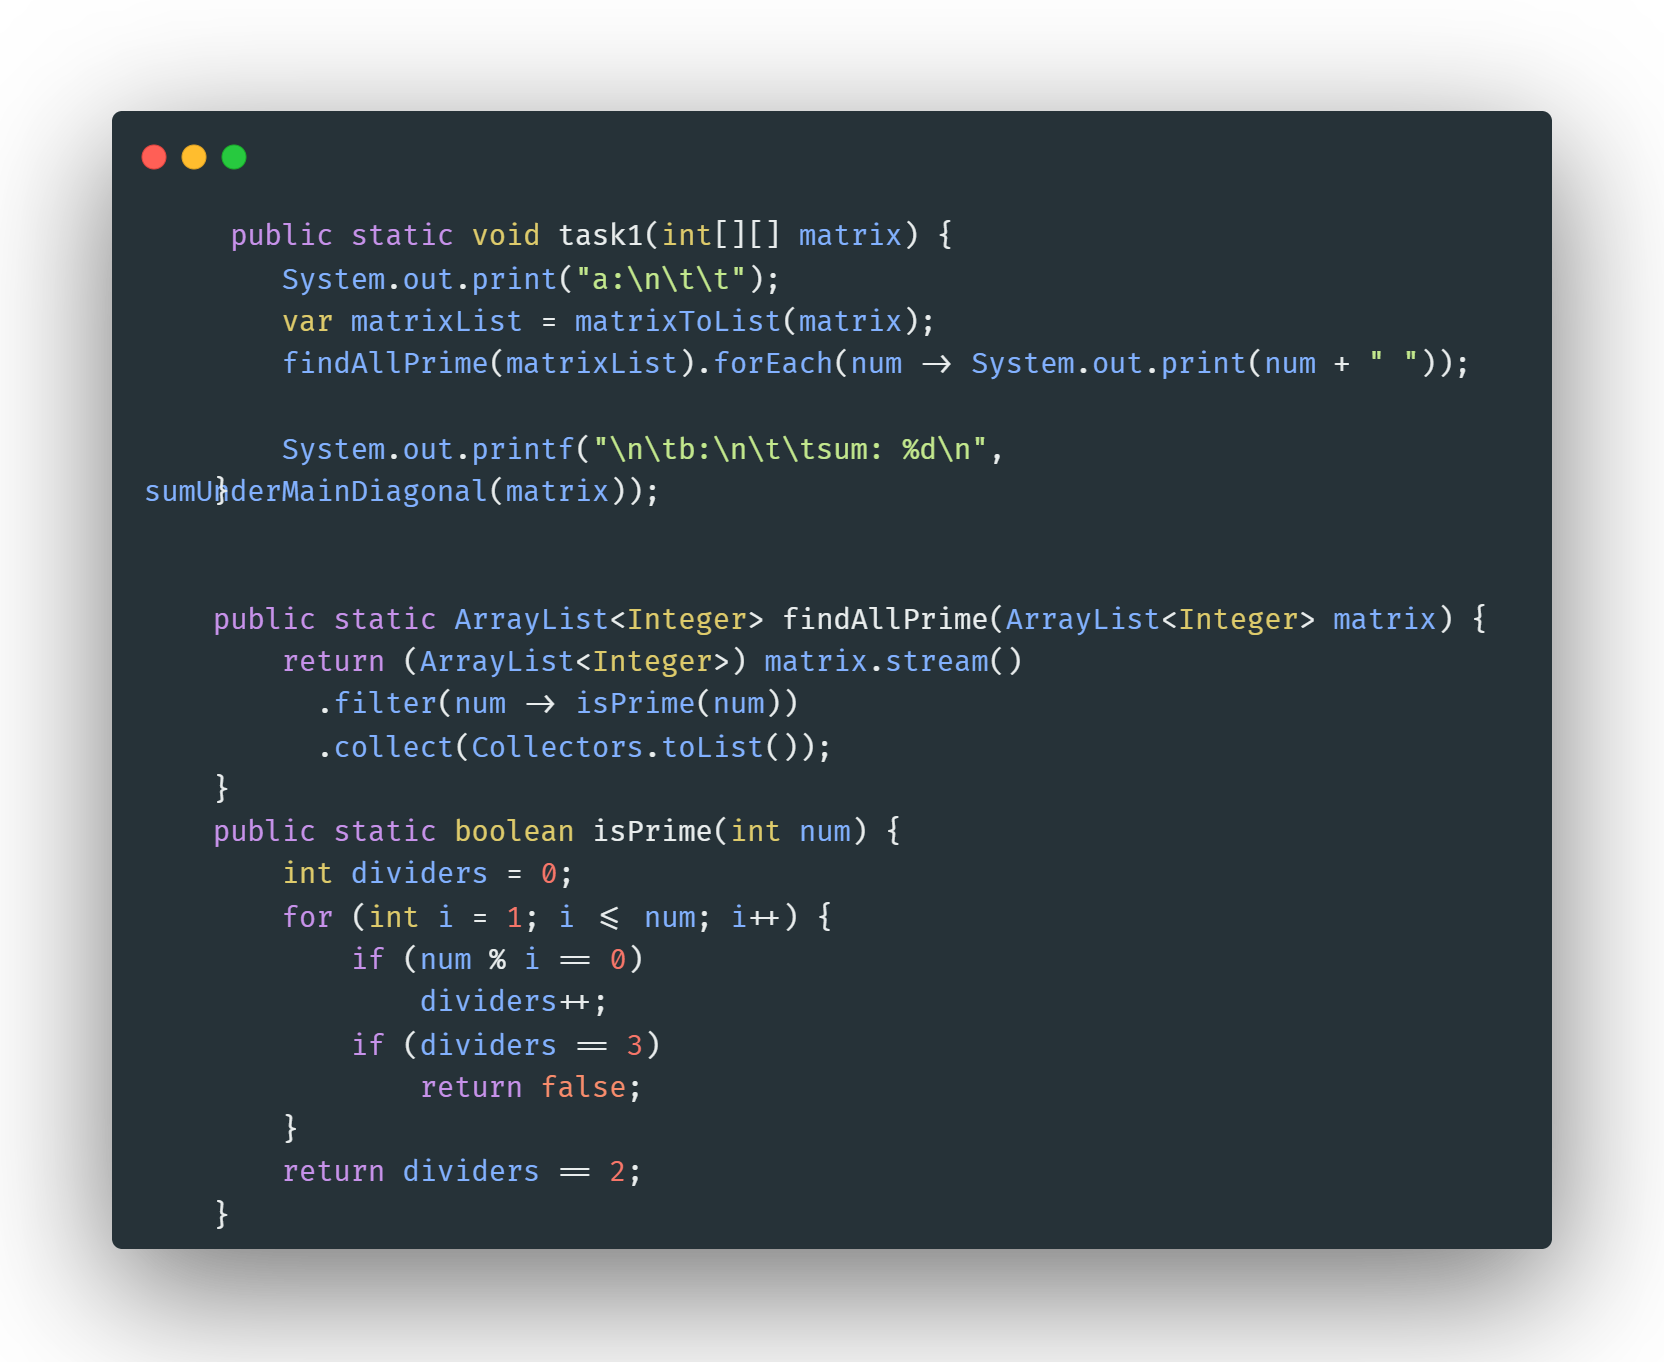 public static void task1(int[][] matrix) {
System.out.print("a:\n\t\t");
var matrixList = matrixToList(matrix);
findAllPrime(matrixList).forEach(num -> System.out.print(num + " "));
System.out.printf("\n\tb:\n\t\tsum: %d\n",
sumUnderMainDiagonal(matrix));
}
public static ArrayList<Integer> findAllPrime(ArrayList<Integer> matrix) {
return (ArrayList<Integer>) matrix.stream()
.filter(num -> isPrime(num))
.collect(Collectors.toList());
}
public static boolean isPrime(int num) {
int dividers = 0;
for (int i = 1; i <= num; i++) {
if (num % i == 0)
dividers++;
if (dividers == 3)
return false;
}
return dividers == 2;
}